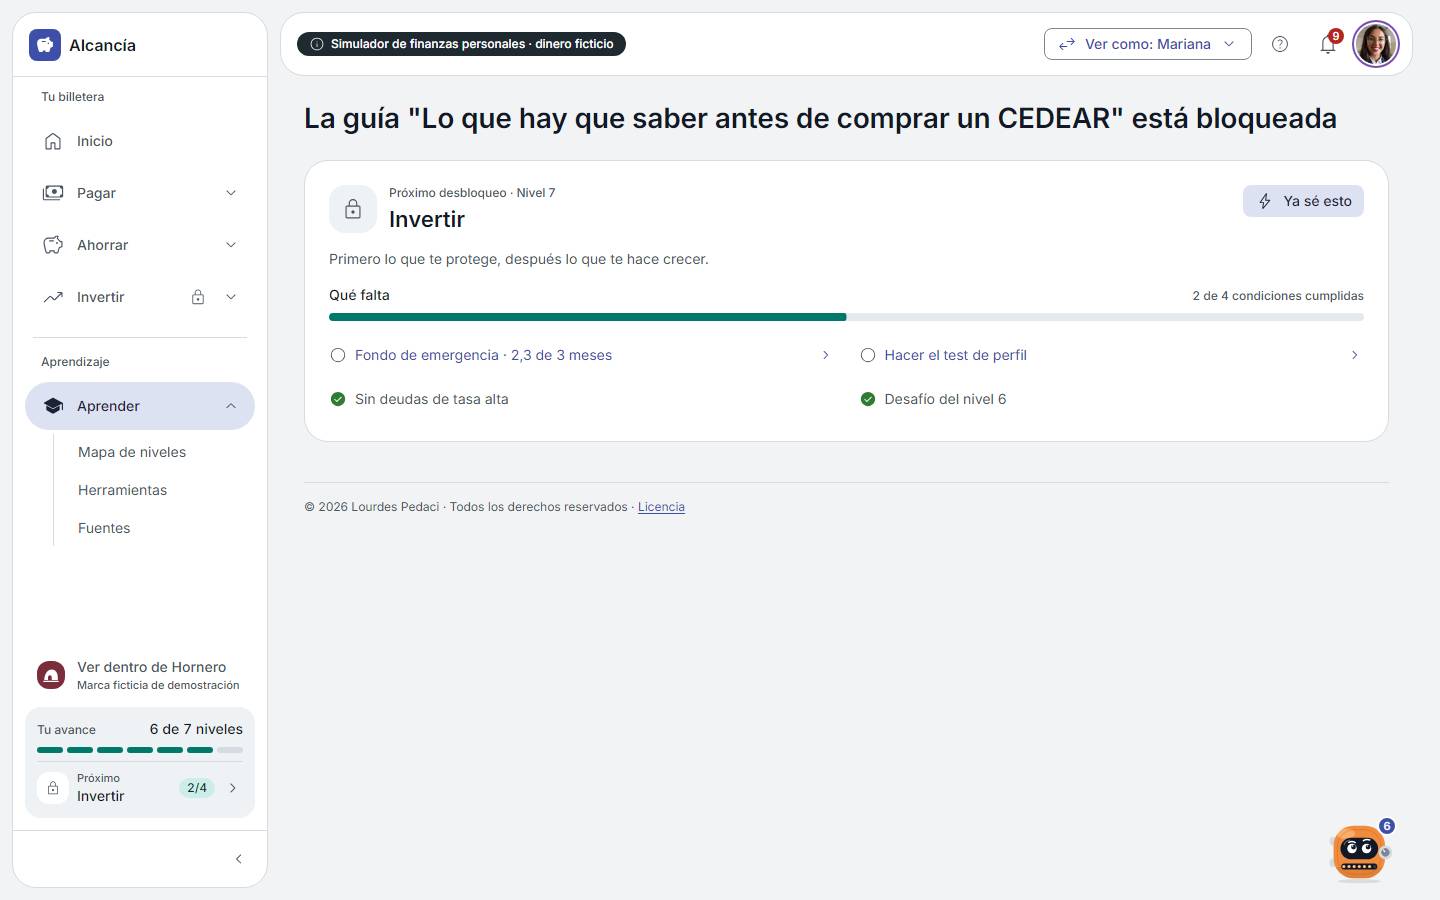 Alcancía
Tu billetera
Inicio
Pagar
Ahorrar
Invertir
Aprendizaje
Aprender
Mapa de niveles
Herramientas
Fuentes
Ver dentro de Hornero
Marca ficticia de demostración
Tu avance 6 de 7 niveles
Próximo
Invertir
2/4
Simulador de finanzas personales · dinero ficticio
Ver como: Mariana
9
La guía "Lo que hay que saber antes de comprar un CEDEAR" está bloqueada
Próximo desbloqueo · Nivel 7
Invertir
Ya sé esto
Primero lo que te protege, después lo que te hace crecer.
Qué falta
2 de 4 condiciones cumplidas
Fondo de emergencia · 2,3 de 3 meses
Hacer el test de perfil
Sin deudas de tasa alta
Desafío del nivel 6
© 2026 Lourdes Pedaci · Todos los derechos reservados · Licencia
6